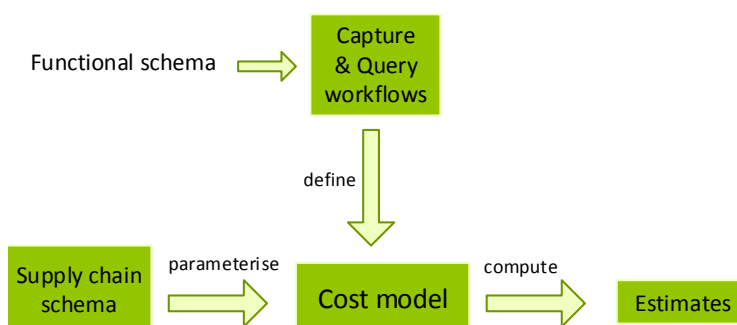 Functional schema
Capture
& Query
workflows
define
Supply chain
schema
parameterise
Cost model
compute
Estimates